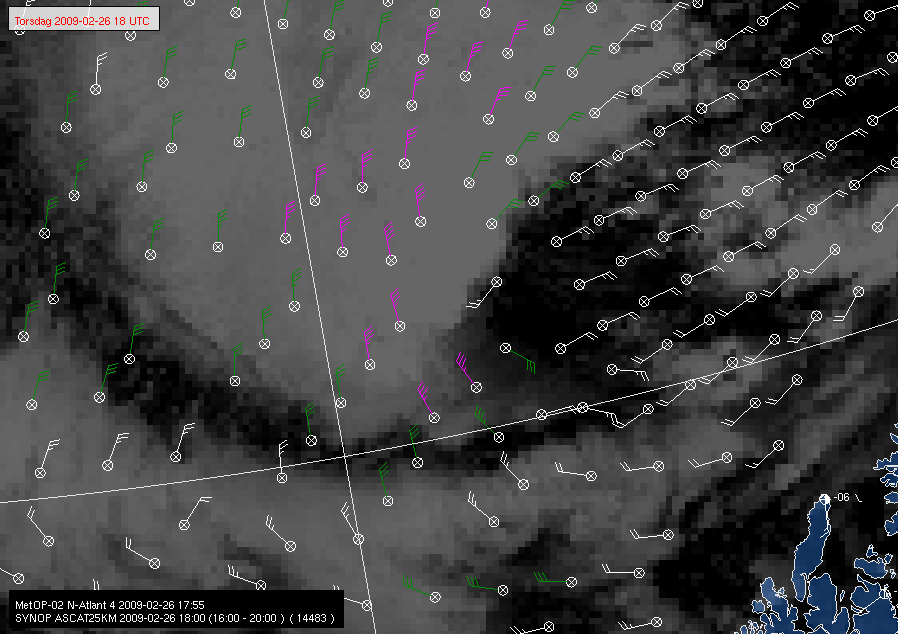 Torsdag 2009-02-26 18 UTC
-06
MetOP-02 N-Atlant 4 2009-02-26 17:55
SYNOP ASCAT25KM 2009-02-26 18:00 (16:00 - 20:00 ) ( 14483 )